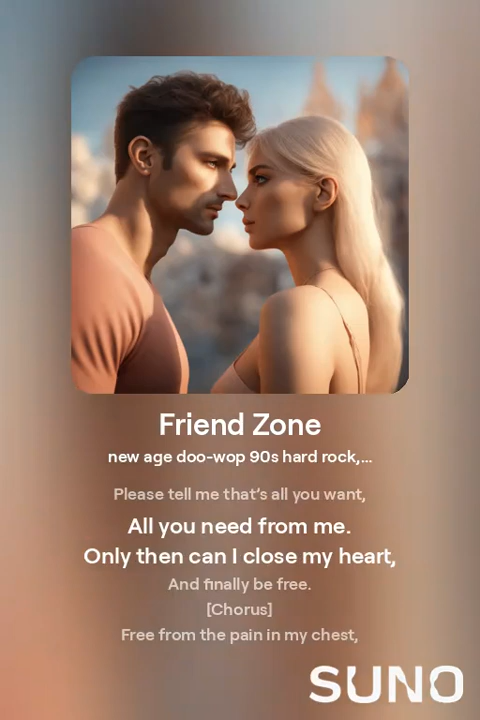 Friend Zone
new age doo-wop 90s hard rock,...
Please tell me that's all you want,
All you need from me.
Only then can I close my heart,
And finally be free.
[Chorus]
Free from the pain in my chest,
SUNO